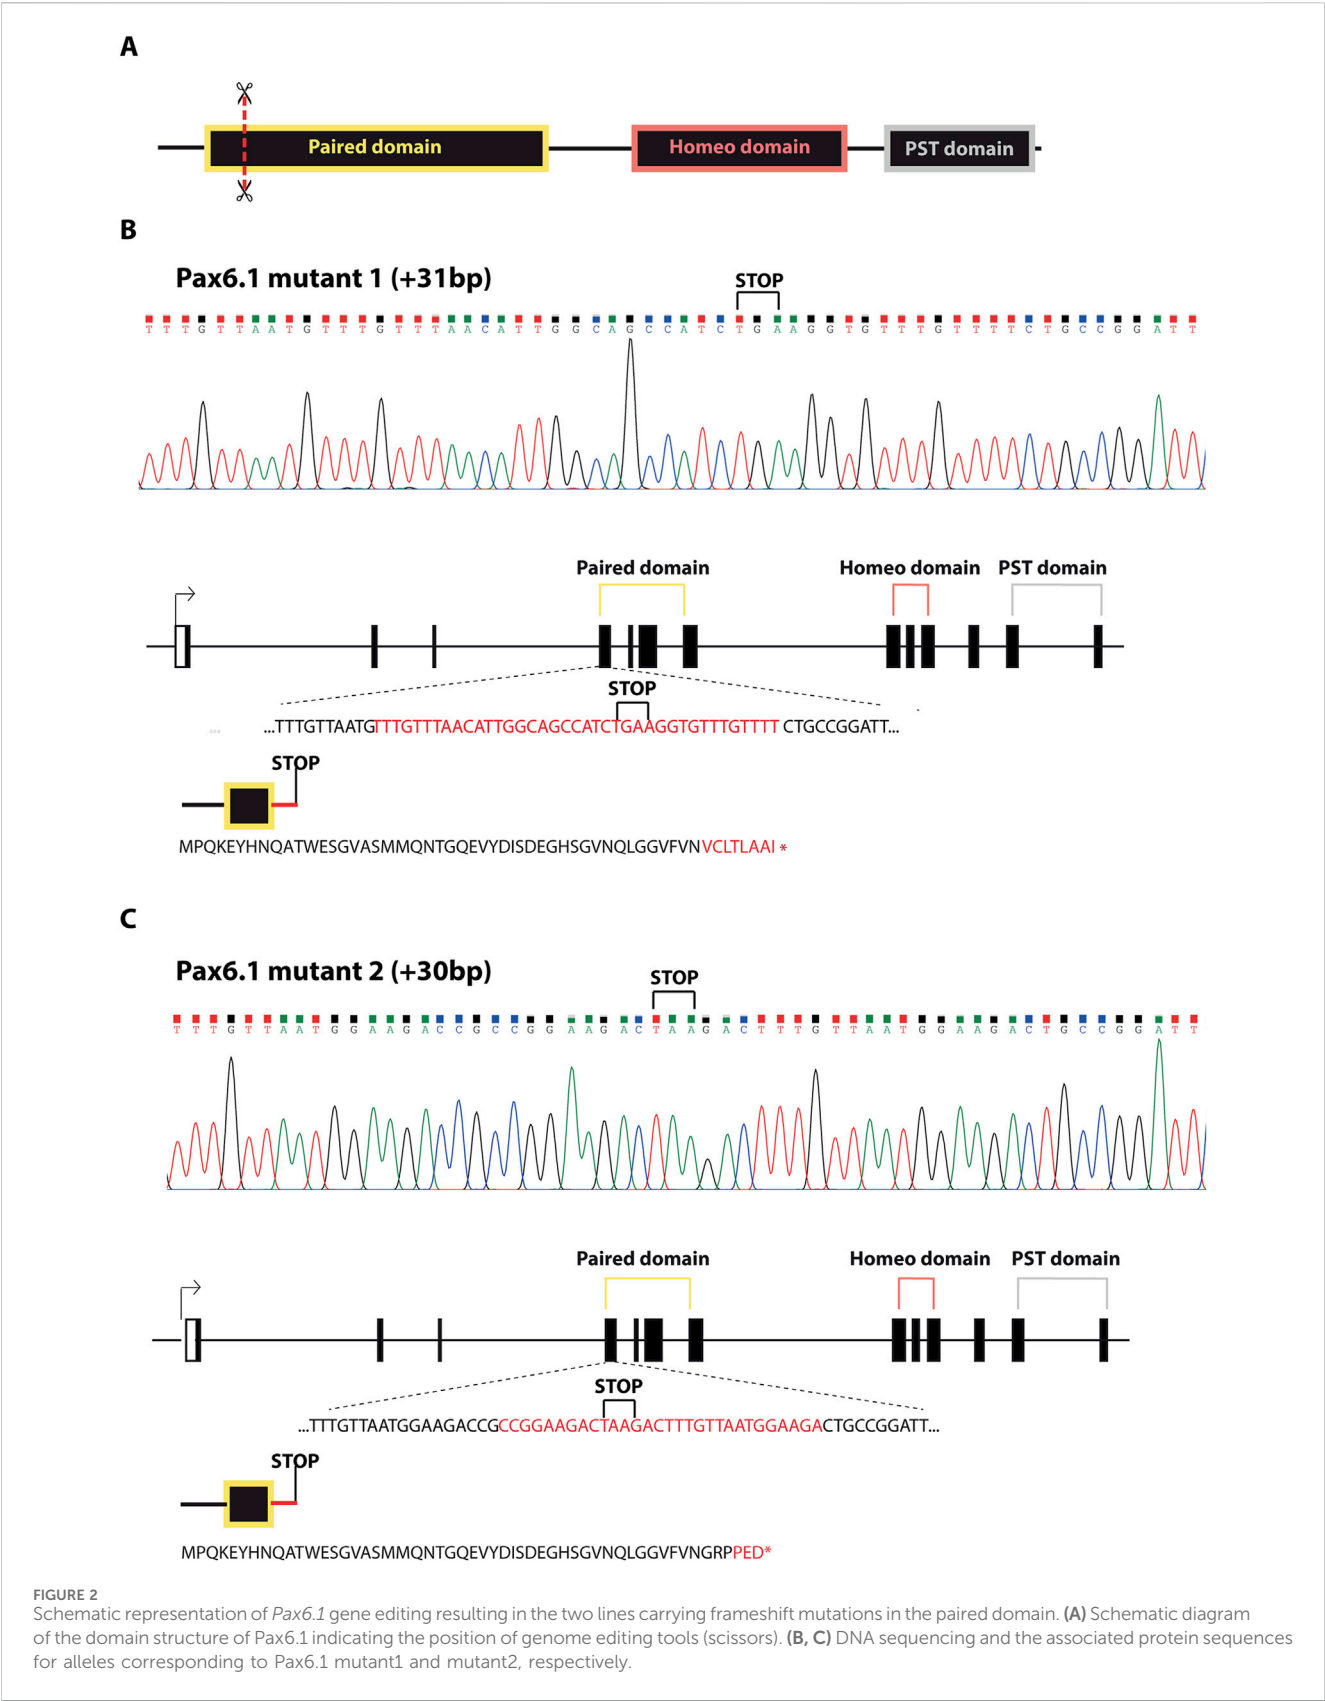 A
Paired domain
Homeo domain
PST domain
B
Pax6.1 mutant 1 (+31bp)
STOP
T T T G T T A A T G T T T G T T T A A C A T T G G C A G C C A T C T G A A G G T G T T T G T T T T C T G C C G G A T T
Paired domain
Homeo domain
PST domain
STOP
...TTTGTTAATGTTTGTTTAACATTGGCAGCCATCTGAAGGTGTTTGTTTT CTGCCGGATT...
STOP
MPQKEYHNQATWESGVASMMQNTGQEVYDISDEGHSGVNQLGGVFVNVCLTLAAI *
C
Pax6.1 mutant 2 (+30bp)
STOP
T T T G T T A A T G G A A G A C C G C C G G A A G A C T A A G A C T T T G T T A A T G G A A G A C T G C C G G A T T
Paired domain
Homeo domain
PST domain
STOP
...TTTGTTAATGGAAGACCGCCGGAAGACTAAGACTTTGTTAATGGAAGACTGCCGGATT...
STOP
MPQKEYHNQATWESGVASMMQNTGQEVYDISDEGHSGVNQLGGVFVNGRPPED*
FIGURE 2
Schematic representation of Pax6.1 gene editing resulting in the two lines carrying frameshift mutations in the paired domain. (A) Schematic diagram
of the domain structure of Pax6.1 indicating the position of genome editing tools (scissors). (B, C) DNA sequencing and the associated protein sequences
for alleles corresponding to Pax6.1 mutant1 and mutant2, respectively.